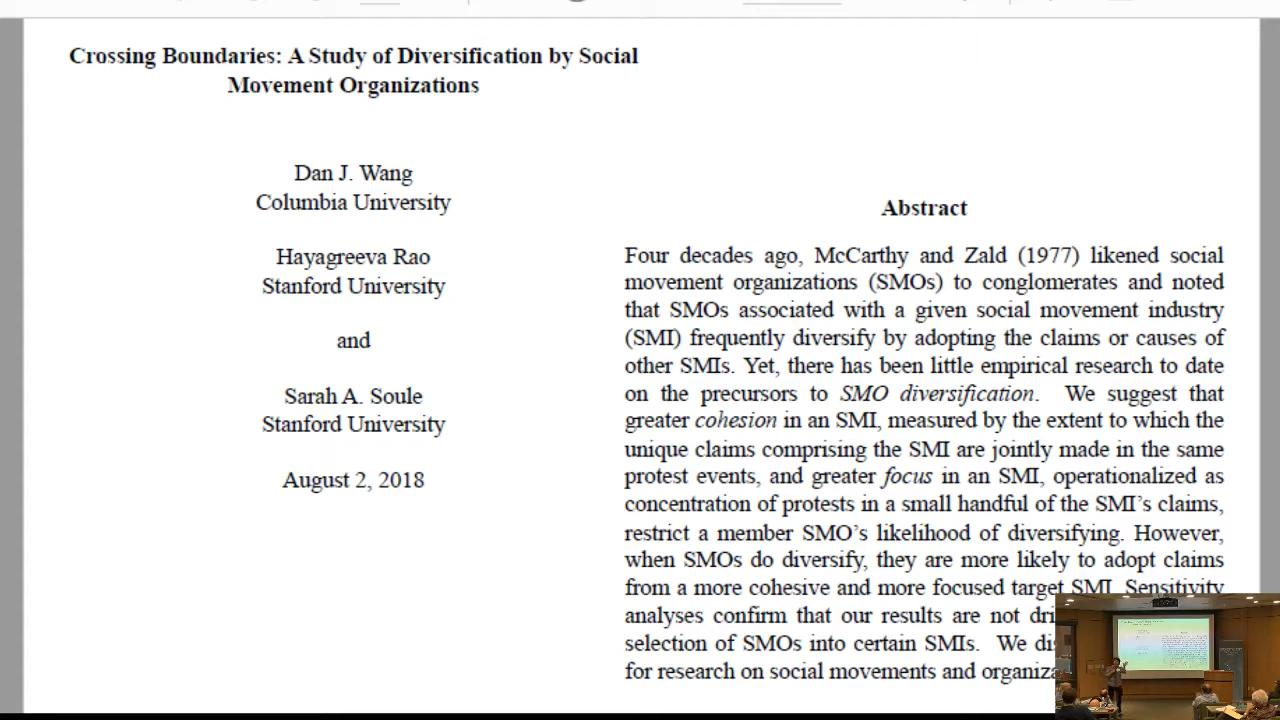 Crossing Boundaries: A Study of Diversification by Social
Movement Organizations
Dan J. Wang
Columbia University
Hayagreeva Rao
Stanford University
and
Sarah A. Soule
Stanford University
August 2, 2018
Abstract
Four decades ago, McCarthy and Zald (1977) likened social
movement organizations (SMOs) to conglomerates and noted
that SMOs associated with a given social movement industry
(SMI) frequently diversify by adopting the claims or causes of
other SMIs. Yet, there has been little empirical research to date
on the precursors to SMO diversification. We suggest that
greater cohesion in an SMI, measured by the extent to which the
unique claims comprising the SMI are jointly made in the same
protest events, and greater focus in an SMI, operationalized as
concentration of protests in a small handful of the SMI's claims,
restrict a member SMO's likelihood of diversifying. However,
when SMOs do diversify, they are more likely to adopt claims
from a more cohesive and more focused target SMI. Sensitivity
analyses confirm that our results are not
selection of SMOs into certain SMIs. We
for research on social movements and